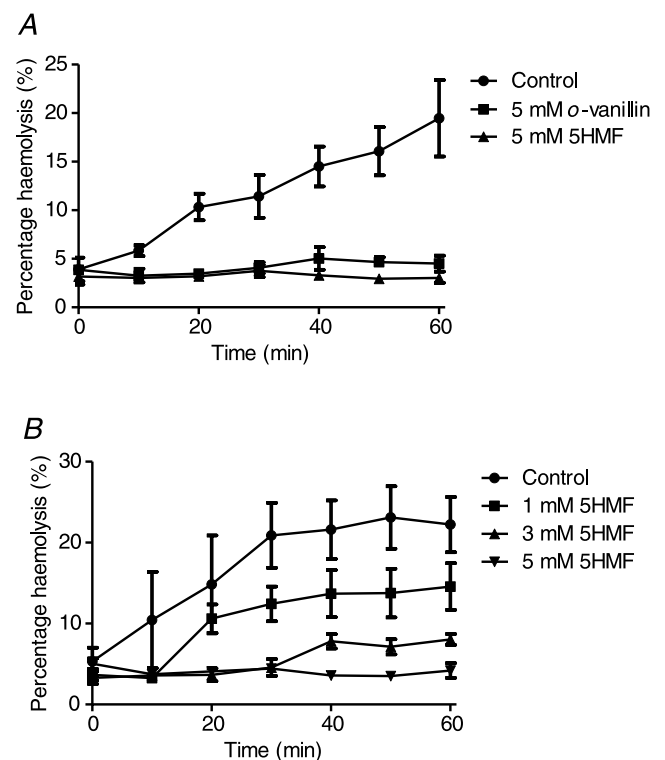 A
Percentage haemolysis (%)
25
20
15
10
5
0
0 20 40 60
Time (min)
Control
5 mM o-vanillin
5 mM 5HMF
B
Percentage haemolysis (%)
30
20
10
0
0 20 40 60
Time (min)
Control
1 mM 5HMF
3 mM 5HMF
5 mM 5HMF